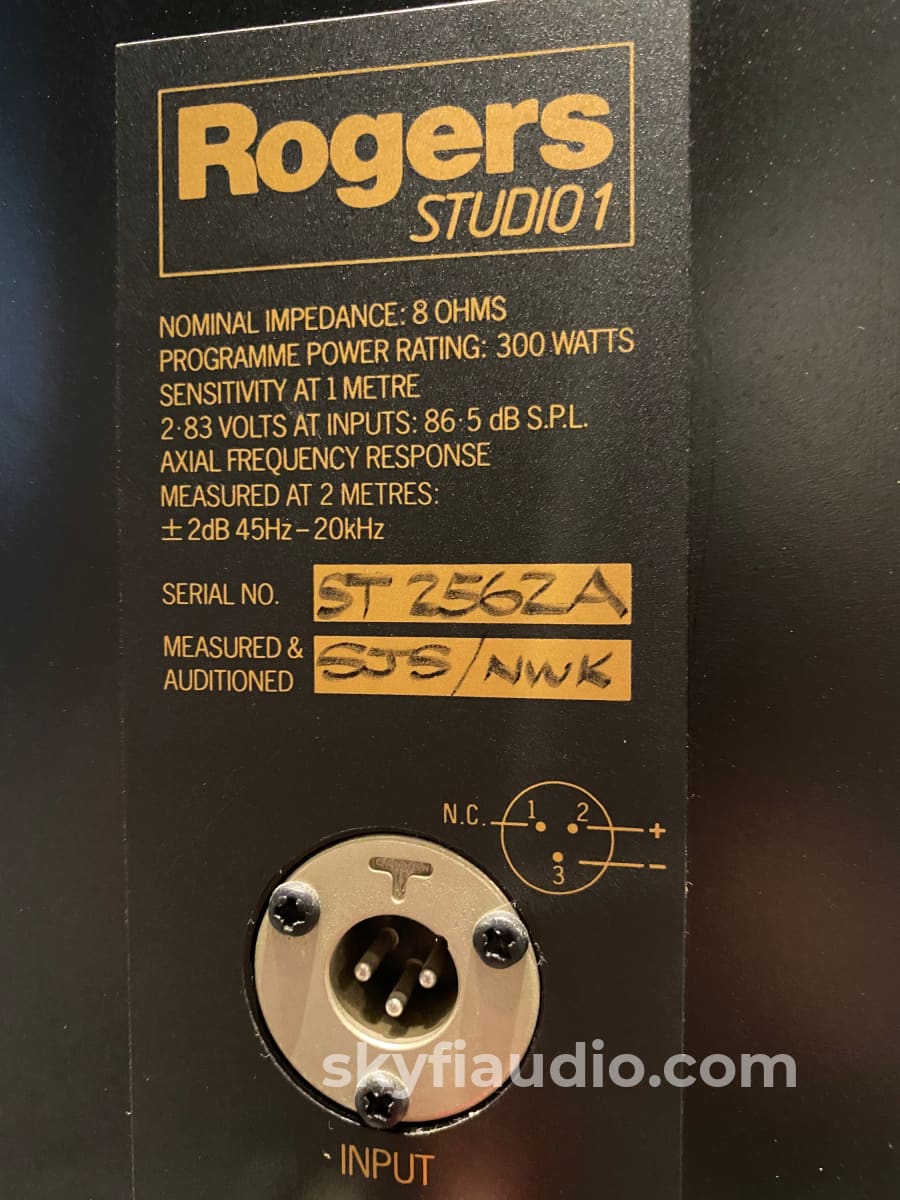 Rogers
STUDIO 1
NOMINAL IMPEDANCE: 8 OHMS
PROGRAMME POWER RATING: 300 WATTS
SENSITIVITY AT 1 METRE
2·83 VOLTS AT INPUTS: 86·5 dB S.P.L.
AXIAL FREQUENCY RESPONSE
MEASURED AT 2 METRES:
±2dB 45Hz–20kHz
SERIAL NO. ST 2562A
MEASURED & AUDITIONED SJS/NWK
N.C. 1 2 +
3 −
CANNON
skyfiaudio.com
INPUT